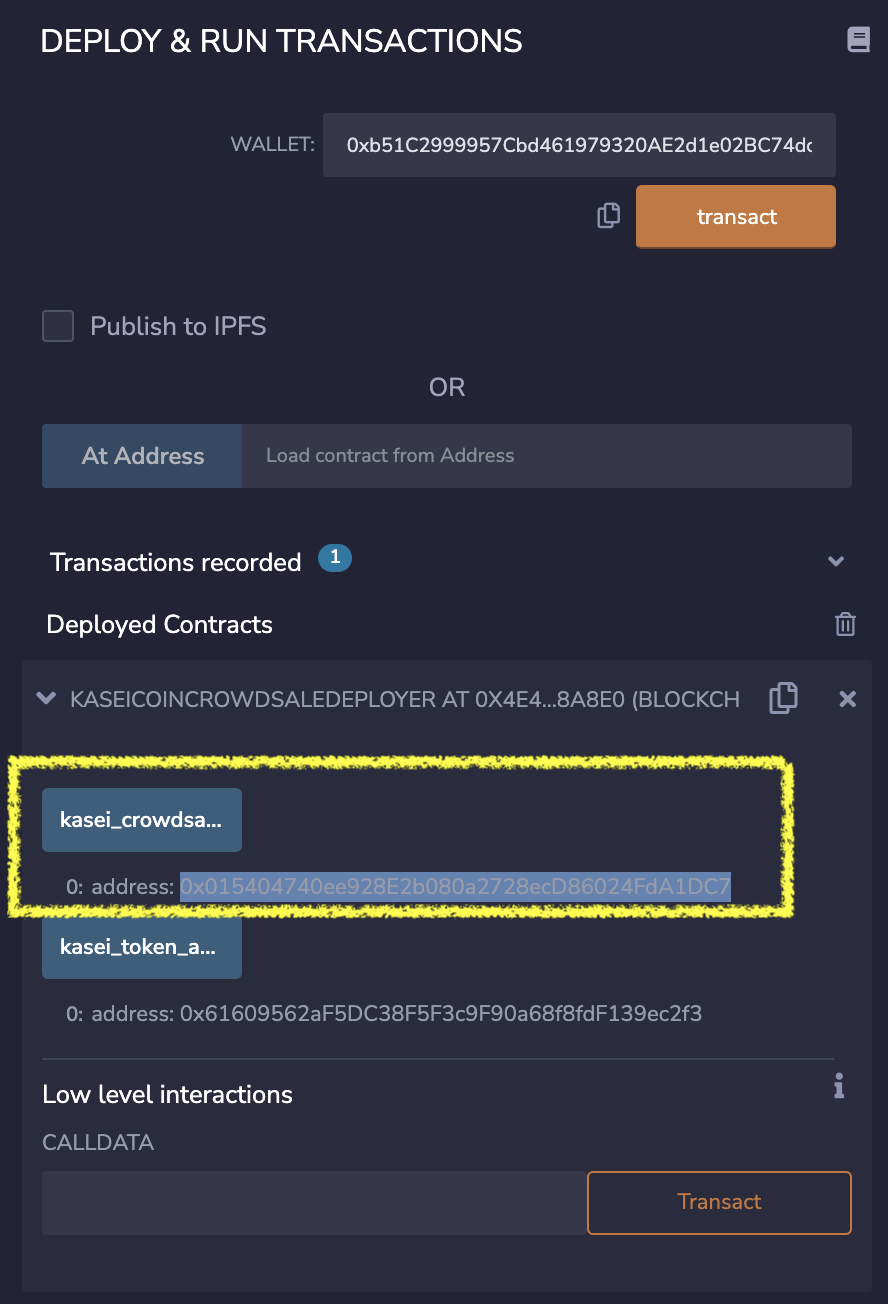 DEPLOY & RUN TRANSACTIONS
WALLET: 0xb51C2999957Cbd461979320AE2d1e02BC74d
transact
Publish to IPFS
OR
At Address Load contract from Address
Transactions recorded 1
Deployed Contracts
KASEICOINCROWDSALEDEPLOYER AT 0X4E4...8A8E0 (BLOCKCH
kasei_crowdsa...
0: address: 0x015404740ee928E2b080a2728ecD86024FdA1DC7
kasei_token_a...
0: address: 0x61609562aF5DC38F5F3c9F90a68f8fdF139ec2f3
Low level interactions
CALLDATA
Transact